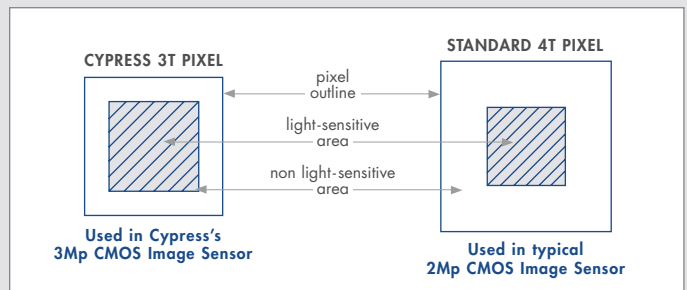 CYPRESS 3T PIXEL
STANDARD 4T PIXEL
pixel
outline
light-sensitive
area
non light-sensitive
area
Used in Cypress's
3Mp CMOS Image Sensor
Used in typical
2Mp CMOS Image Sensor